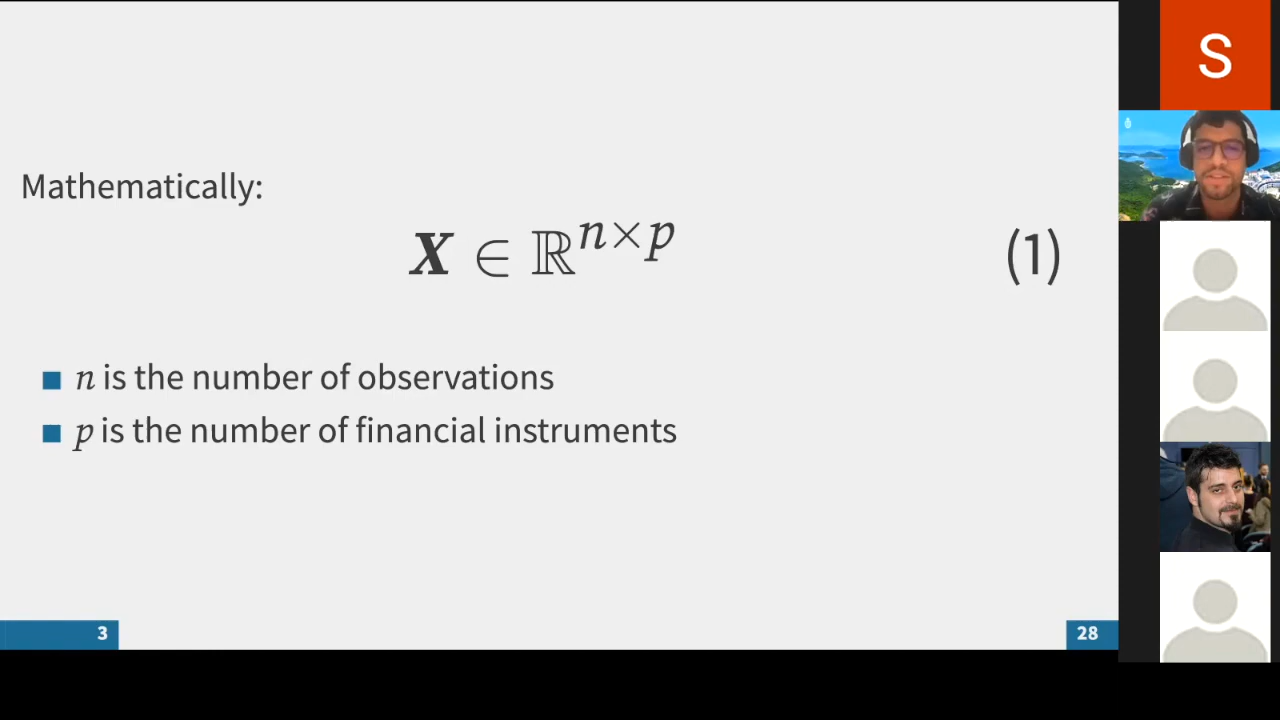 Mathematically:
X ∈ ℝ^{n×p} (1)
n is the number of observations
p is the number of financial instruments
3
28
S